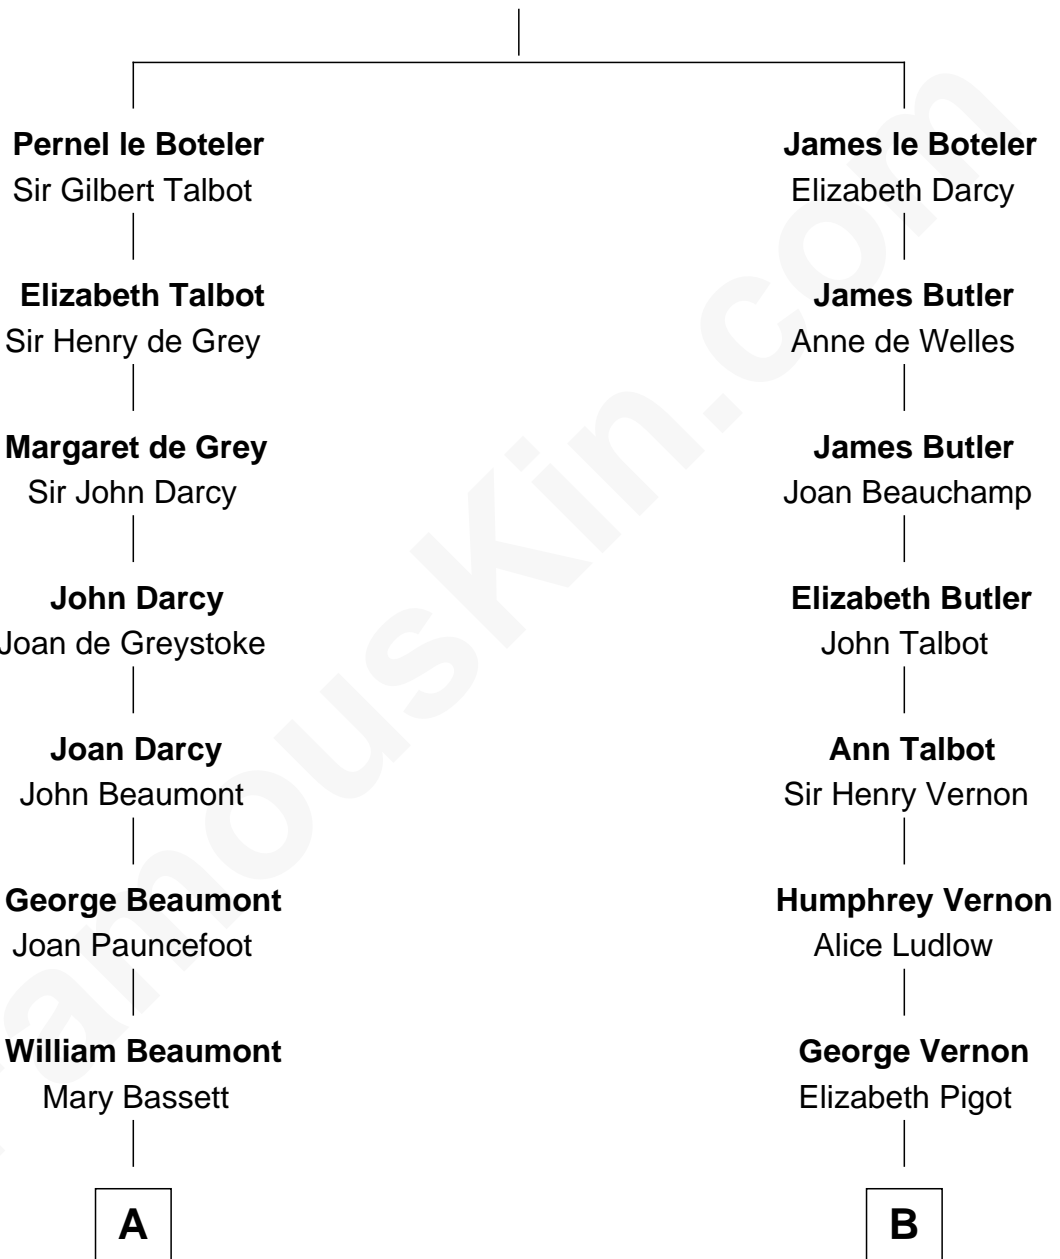 Pernel le Boteler
Sir Gilbert Talbot
James le Boteler
Elizabeth Darcy
Elizabeth Talbot
Sir Henry de Grey
James Butler
Anne de Welles
Margaret de Grey
Sir John Darcy
James Butler
Joan Beauchamp
John Darcy
Joan de Greystoke
Elizabeth Butler
John Talbot
Joan Darcy
John Beaumont
Ann Talbot
Sir Henry Vernon
George Beaumont
Joan Pauncefoot
Humphrey Vernon
Alice Ludlow
William Beaumont
Mary Bassett
George Vernon
Elizabeth Pigot
A
B
FamousKin.com